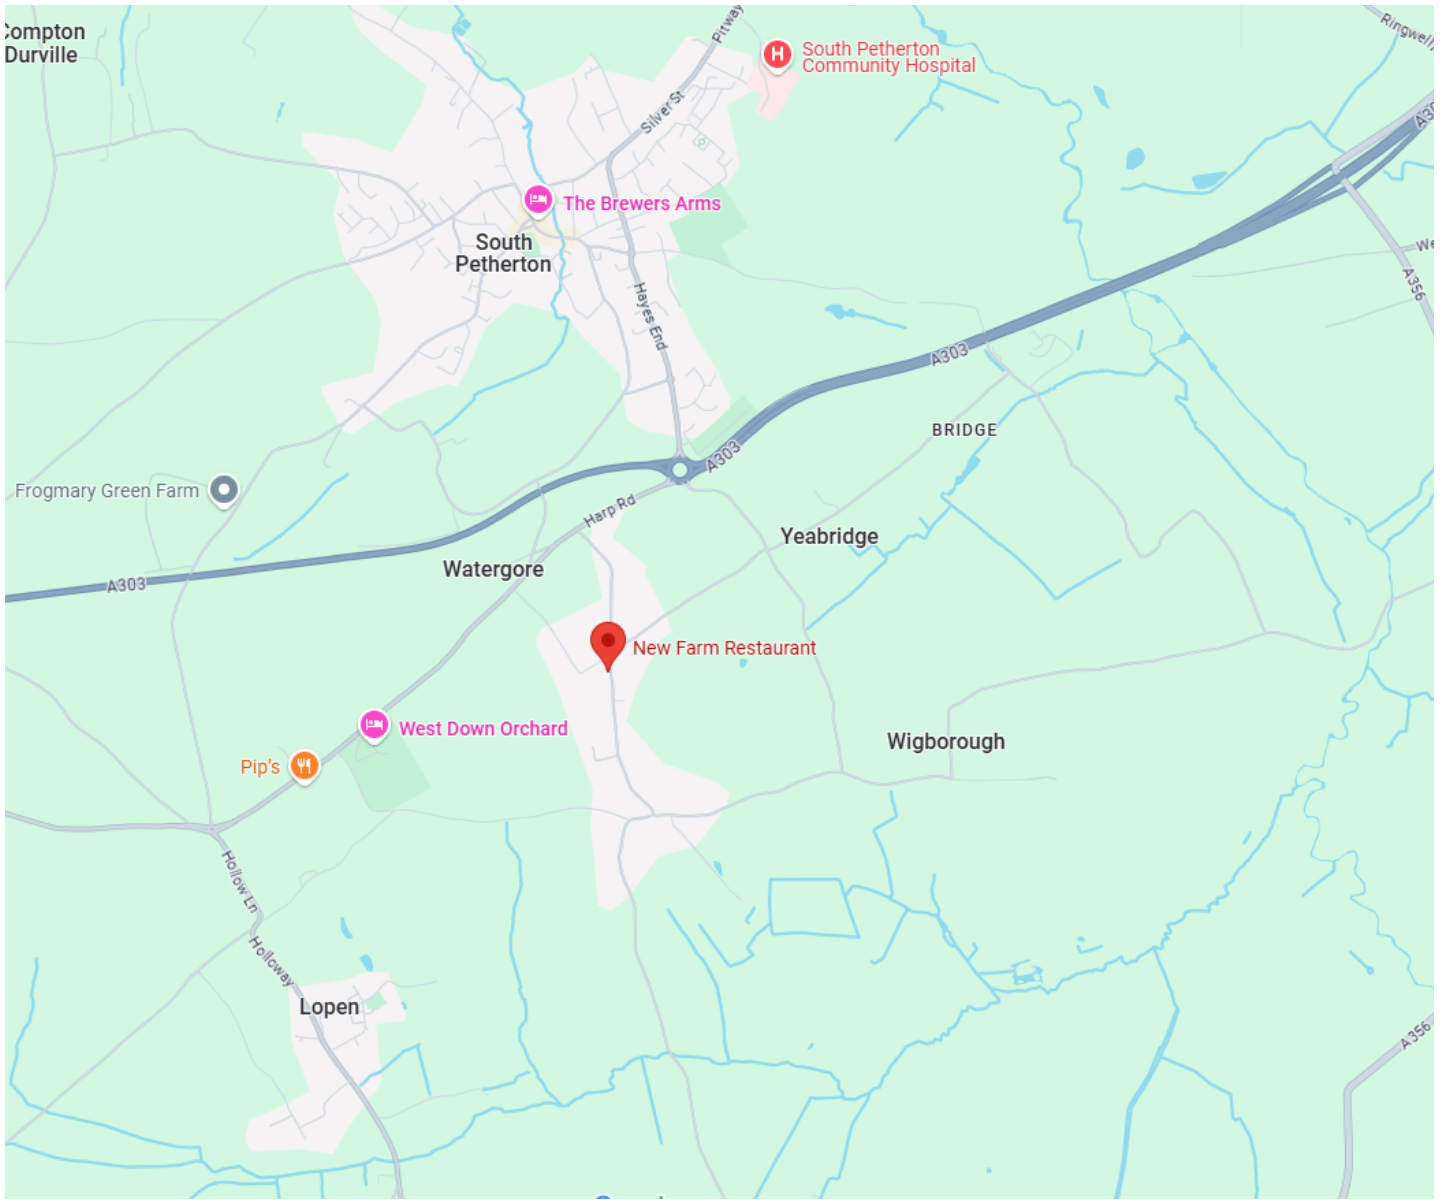 Compton
Durville
Pitway
Ringwell
South Petherton
Community Hospital
Silver St
A30
The Brewers Arms
South
Petherton
We
A356
Hayes End
A303
BRIDGE
A303
Frogmary Green Farm
Harp Rd
Yeabridge
Watergore
A303
New Farm Restaurant
West Down Orchard
Wigborough
Pip's
Hollow Ln
Holloway
Lopen
A356